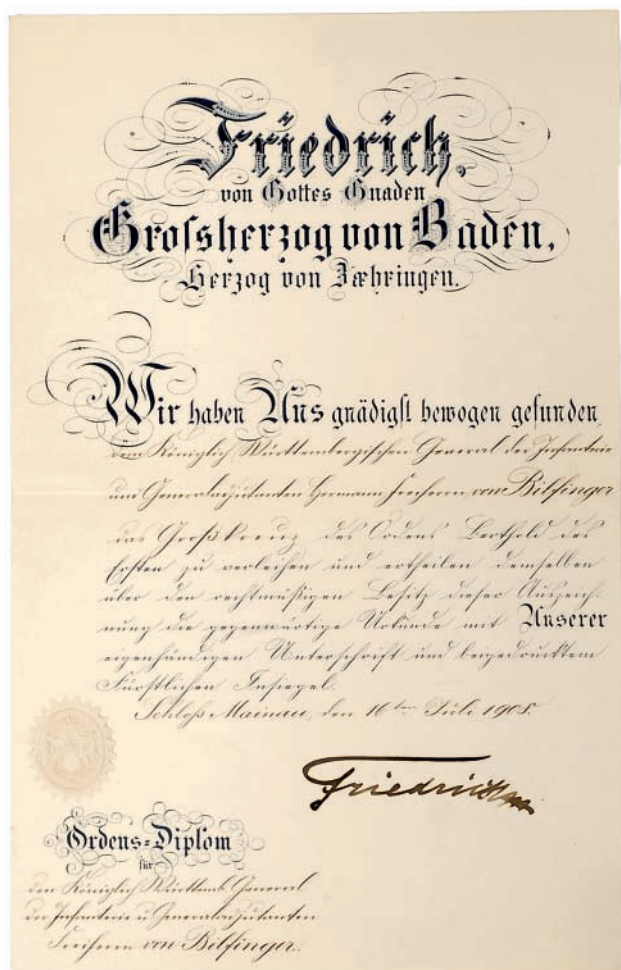 Friedrich,
von Gottes Gnaden
Grossherzog von Baden,
Herzog von Zæhringen.
Wir haben Uns gnädigst bewogen gefunden,
dem Königlich Württembergischen General der Infanterie
und Generaladjutanten Hermann Freiherrn von Bilfinger
das Großkreuz des Ordens Berthold des
Ersten zu verleihen und ertheilen demselben
über den rechtmäßigen Besitz dieser Auszeich-
nung die gegenwärtige Urkunde mit Unserer
eigenhändigen Unterschrift und beigedrucktem
Fürstlichen Insiegel.
Schloß Mainau, den 16ten Juli 1905.
Friedrich
Ordens=Diplom
für
den Königlich Württemb. General
der Infanterie u Generaladjutanten
Freiherrn von Bilfinger.